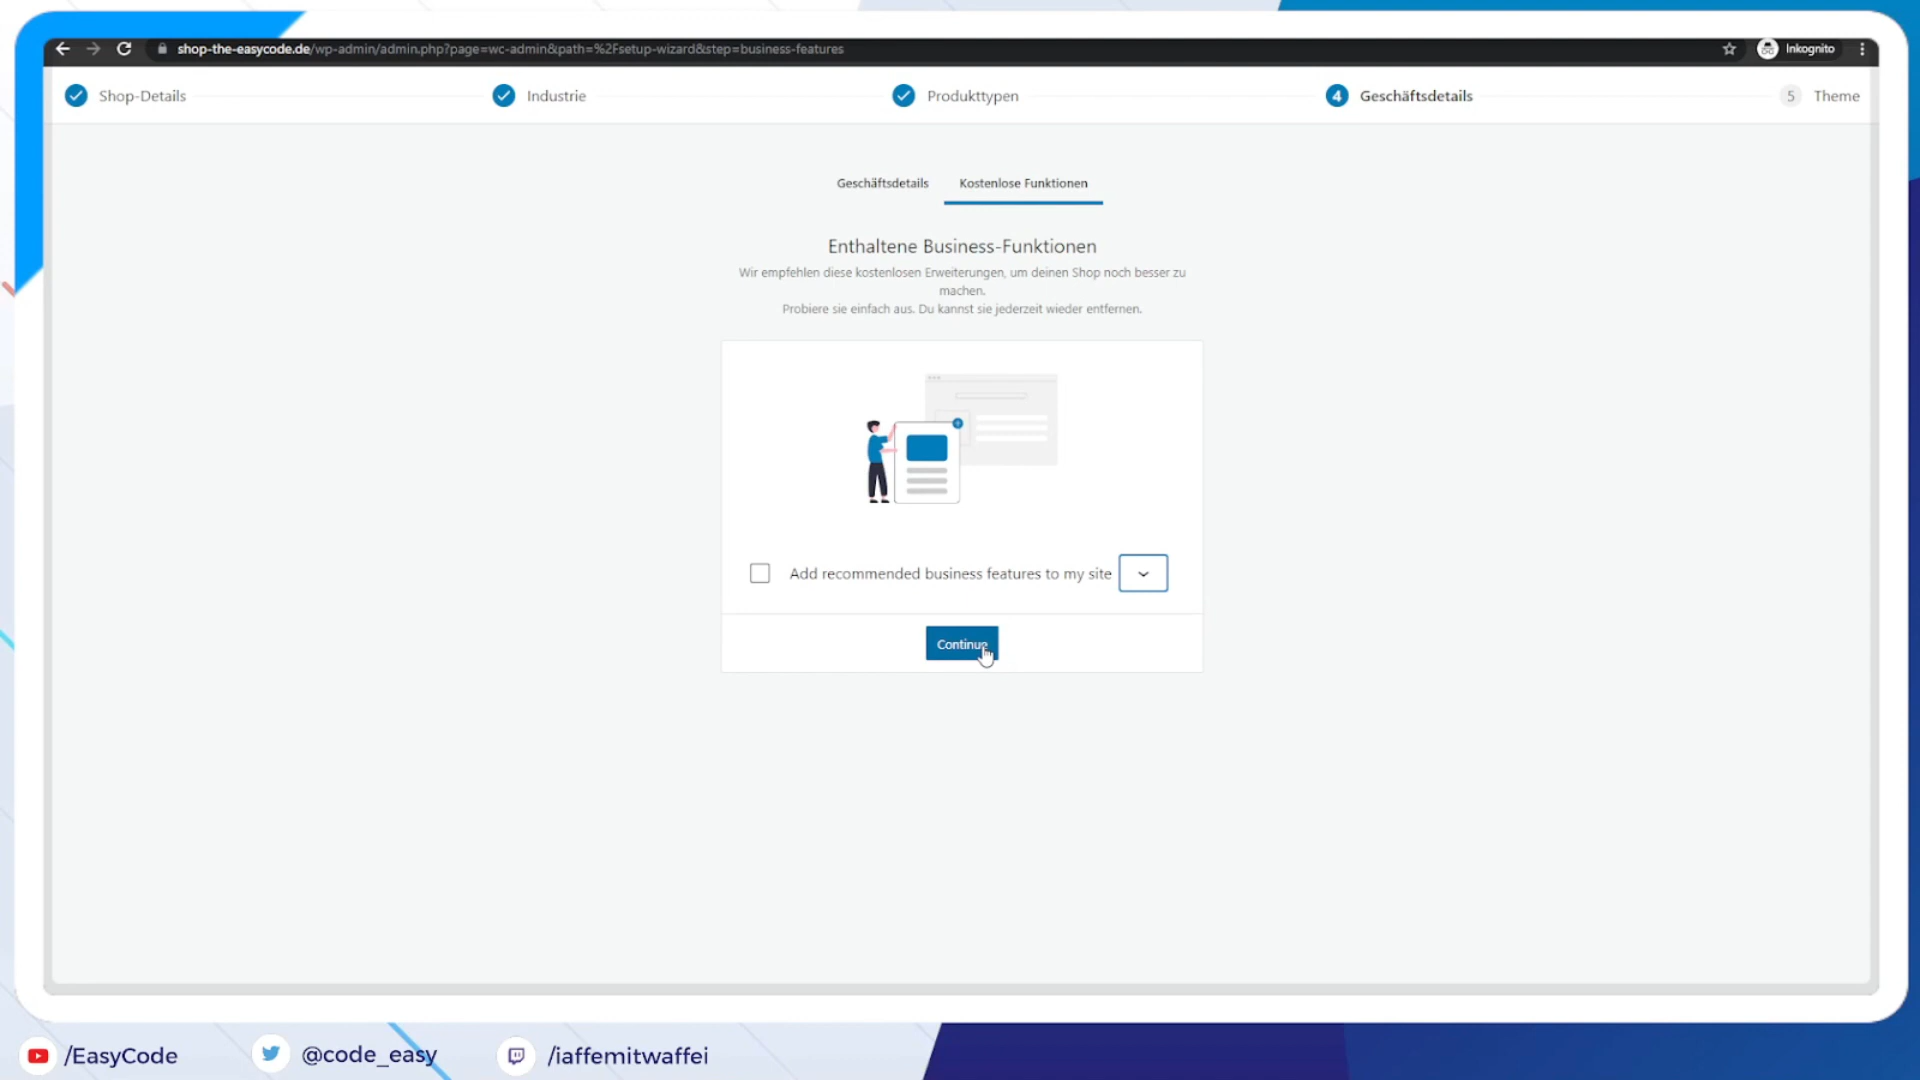 shop-the-easycode.de/wp-admin/admin.php?page=wc-admin&path=%2Fsetup-wizard&step=business-features
Inkognito
Shop-Details
Industrie
Produkttypen
4 Geschäftsdetails
5 Theme
Geschäftsdetails
Kostenlose Funktionen
Enthaltene Business-Funktionen
Wir empfehlen diese kostenlosen Erweiterungen, um deinen Shop noch besser zu
machen.
Probiere sie einfach aus. Du kannst sie jederzeit wieder entfernen.
Add recommended business features to my site
Continue
/EasyCode
@code_easy
/iaffemitwaffei